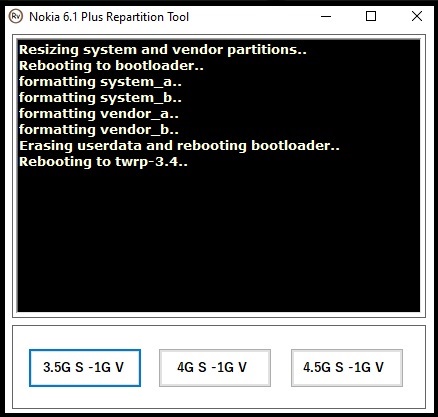 Rv Nokia 6.1 Plus Repartition Tool
Resizing system and vendor partitions..
Rebooting to bootloader..
formatting system_a..
formatting system_b..
formatting vendor_a..
formatting vendor_b..
Erasing userdata and rebooting bootloader..
Rebooting to twrp-3.4..
3.5G S -1G V 4G S -1G V 4.5G S -1G V